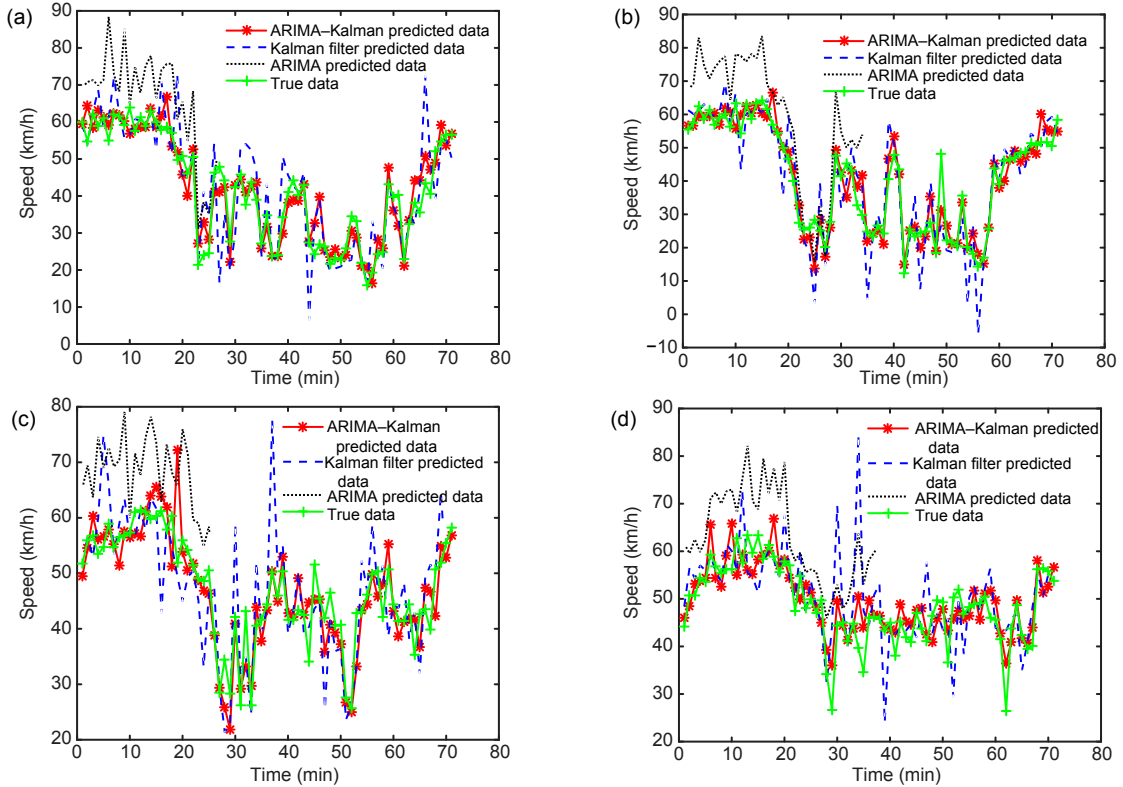 (a)
90
80
70
60
50
40
30
20
10
0
Speed (km/h)
ARIMA–Kalman predicted data
Kalman filter predicted data
ARIMA predicted data
True data
0 10 20 30 40 50 60 70 80
Time (min)
(b)
90
80
70
60
50
40
30
20
10
0
−10
Speed (km/h)
ARIMA–Kalman predicted data
Kalman filter predicted data
ARIMA predicted data
True data
0 10 20 30 40 50 60 70 80
Time (min)
(c)
80
70
60
50
40
30
20
Speed (km/h)
ARIMA–Kalman
predicted data
Kalman filter predicted
data
ARIMA predicted data
True data
0 10 20 30 40 50 60 70 80
Time (min)
(d)
90
80
70
60
50
40
30
20
Speed (km/h)
ARIMA–Kalman predicted
data
Kalman filter predicted
data
ARIMA predicted data
True data
0 10 20 30 40 50 60 70 80
Time (min)